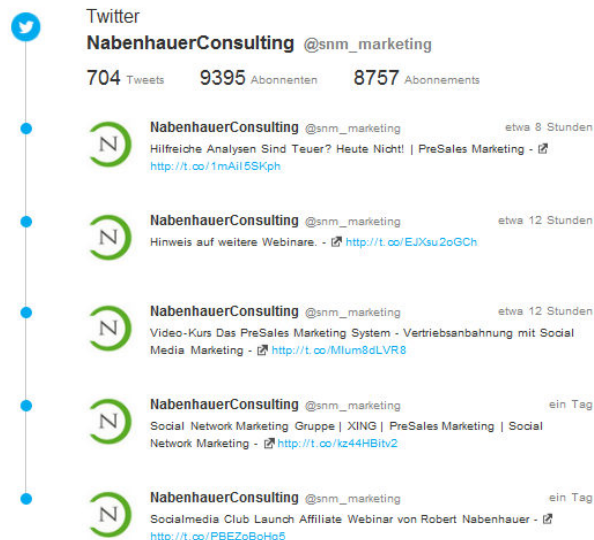 Twitter
NabenhauerConsulting @snm_marketing
704 Tweets 9395 Abonnenten 8757 Abonnements
NabenhauerConsulting @snm_marketing etwa 8 Stunden
N
Hilfreiche Analysen Sind Teuer? Heute Nicht! | PreSales Marketing -
http://t.co/1mAiI5SKph
NabenhauerConsulting @snm_marketing etwa 12 Stunden
N
Hinweis auf weitere Webinare. - http://t.co/EJXsu2oGCh
NabenhauerConsulting @snm_marketing etwa 12 Stunden
N
Video-Kurs Das PreSales Marketing System - Vertriebsanbahnung mit Social
Media Marketing - http://t.co/MIum8dLVR8
NabenhauerConsulting @snm_marketing ein Tag
N
Social Network Marketing Gruppe | XING | PreSales Marketing | Social
Network Marketing - http://t.co/kz44HBitv2
NabenhauerConsulting @snm_marketing ein Tag
N
Socialmedia Club Launch Affiliate Webinar von Robert Nabenhauer -
http://t.co/PBEZoBoHg5